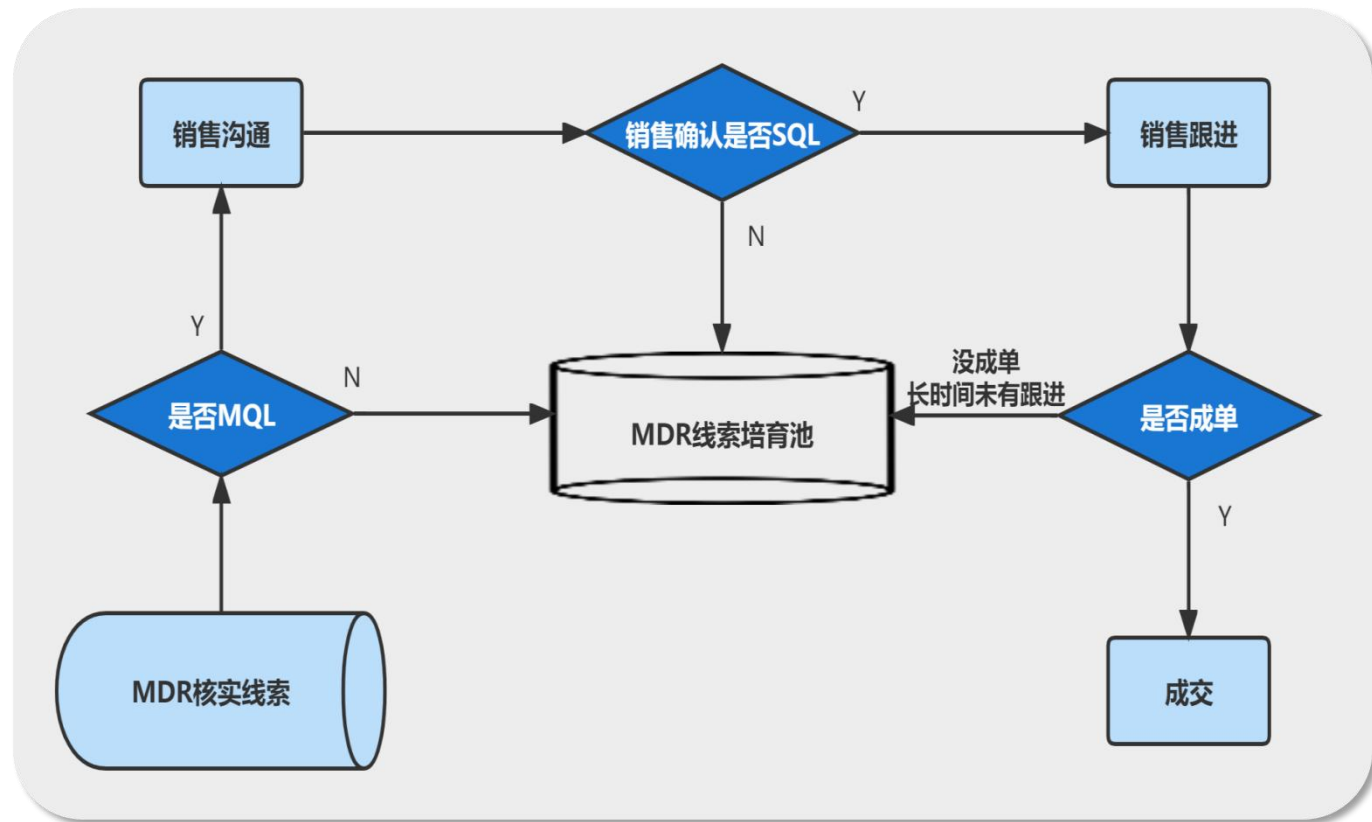 销售沟通
销售确认是否SQL
Y
销售跟进
N
Y
是否MQL
N
MDR线索培育池
没成单
长时间未有跟进
是否成单
Y
MDR核实线索
成交